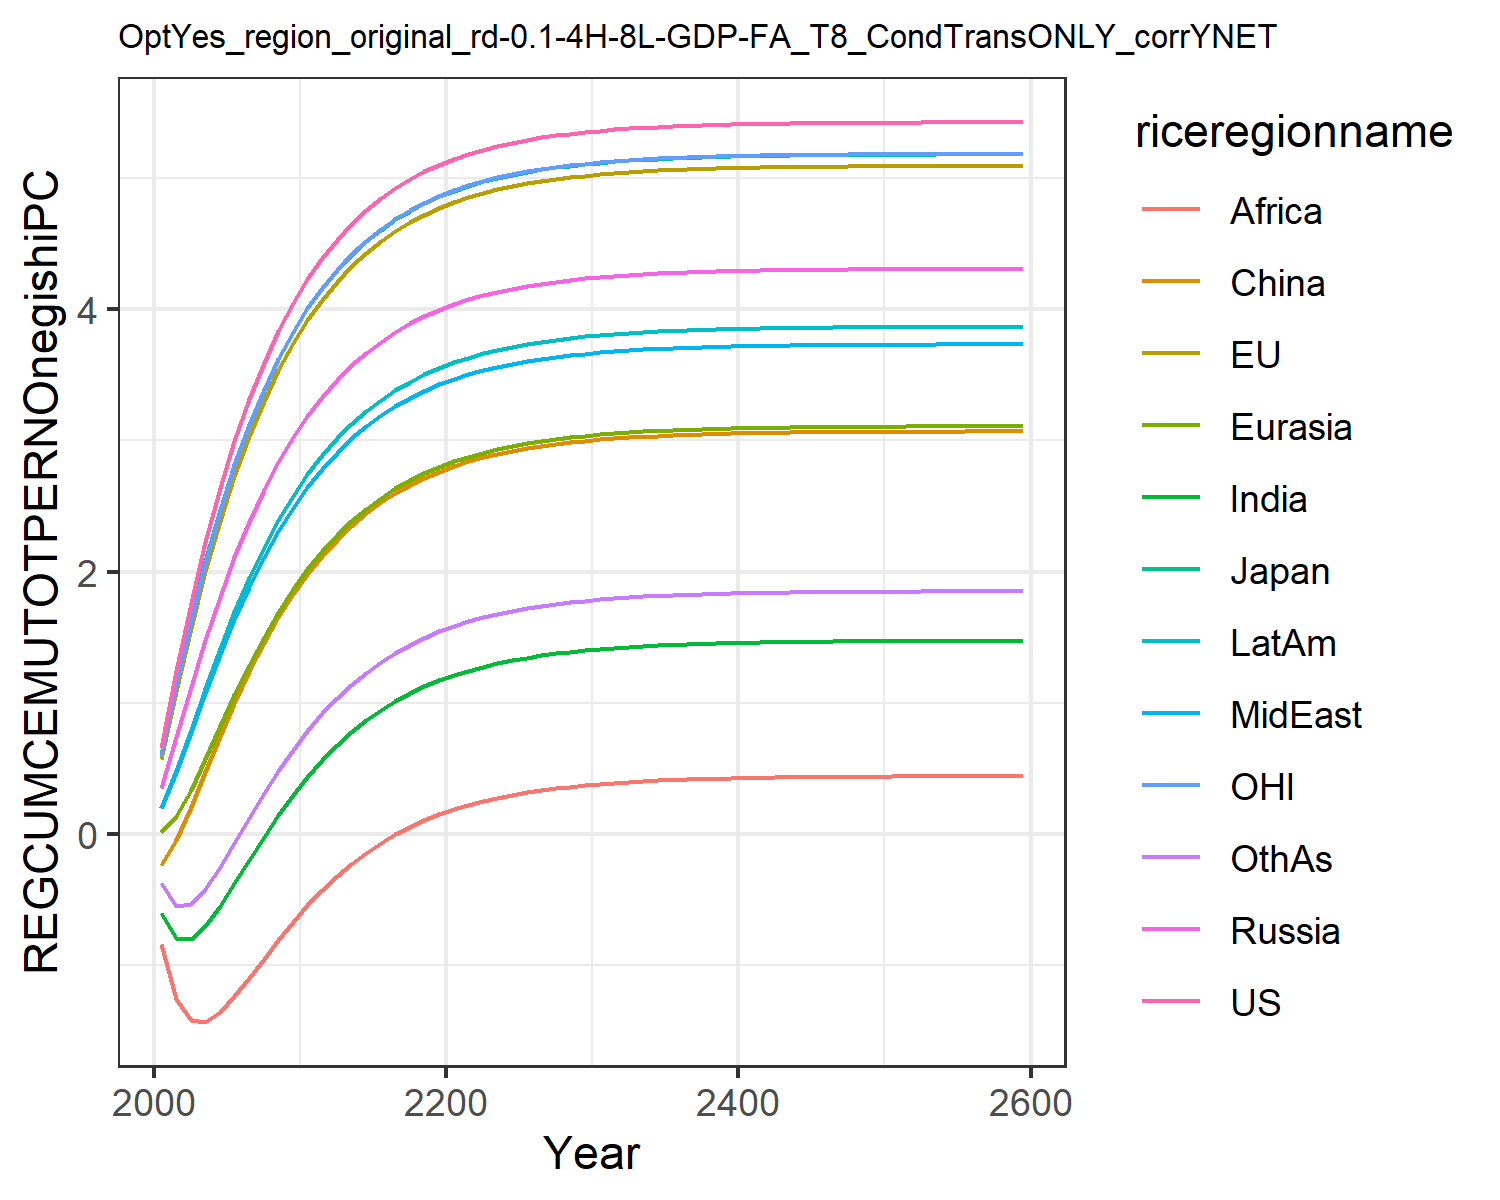 OptYes_region_original_rd-0.1-4H-8L-GDP-FA_T8_CondTransONLY_corrYNET
REGCUMCEMUTOTPERNOnegishiPC
4
2
0
2000
2200
2400
2600
Year
riceregionname
Africa
China
EU
Eurasia
India
Japan
LatAm
MidEast
OHI
OthAs
Russia
US